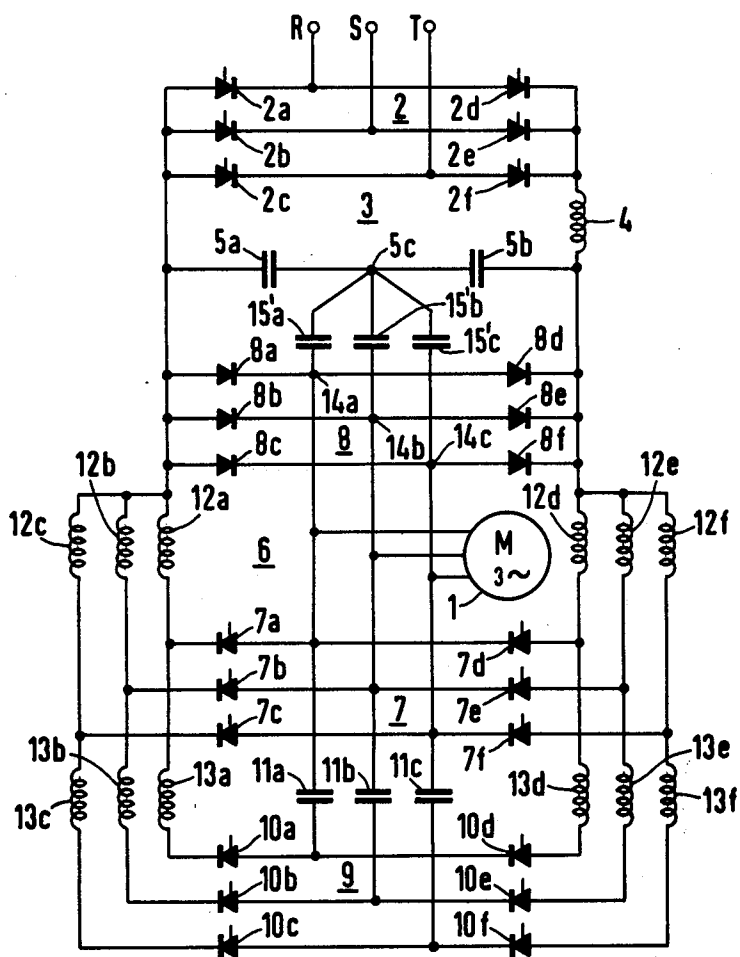 R S T
2a 2 2d
2b 2e
2c 2f
3 4
5a 5c 5b
15'a 15'b
15'c
8a 8d
14a
8b 8e
8 14b 14c
8c 8f
12b 12a 12d 12e
12c 12f
6 M
3~
1
7a 7d
7b 7e
7c 7 7f
13b 13a 11a 11b 11c 13d 13e
13c 13f
10a 10d
9
10b 10e
10c 10f